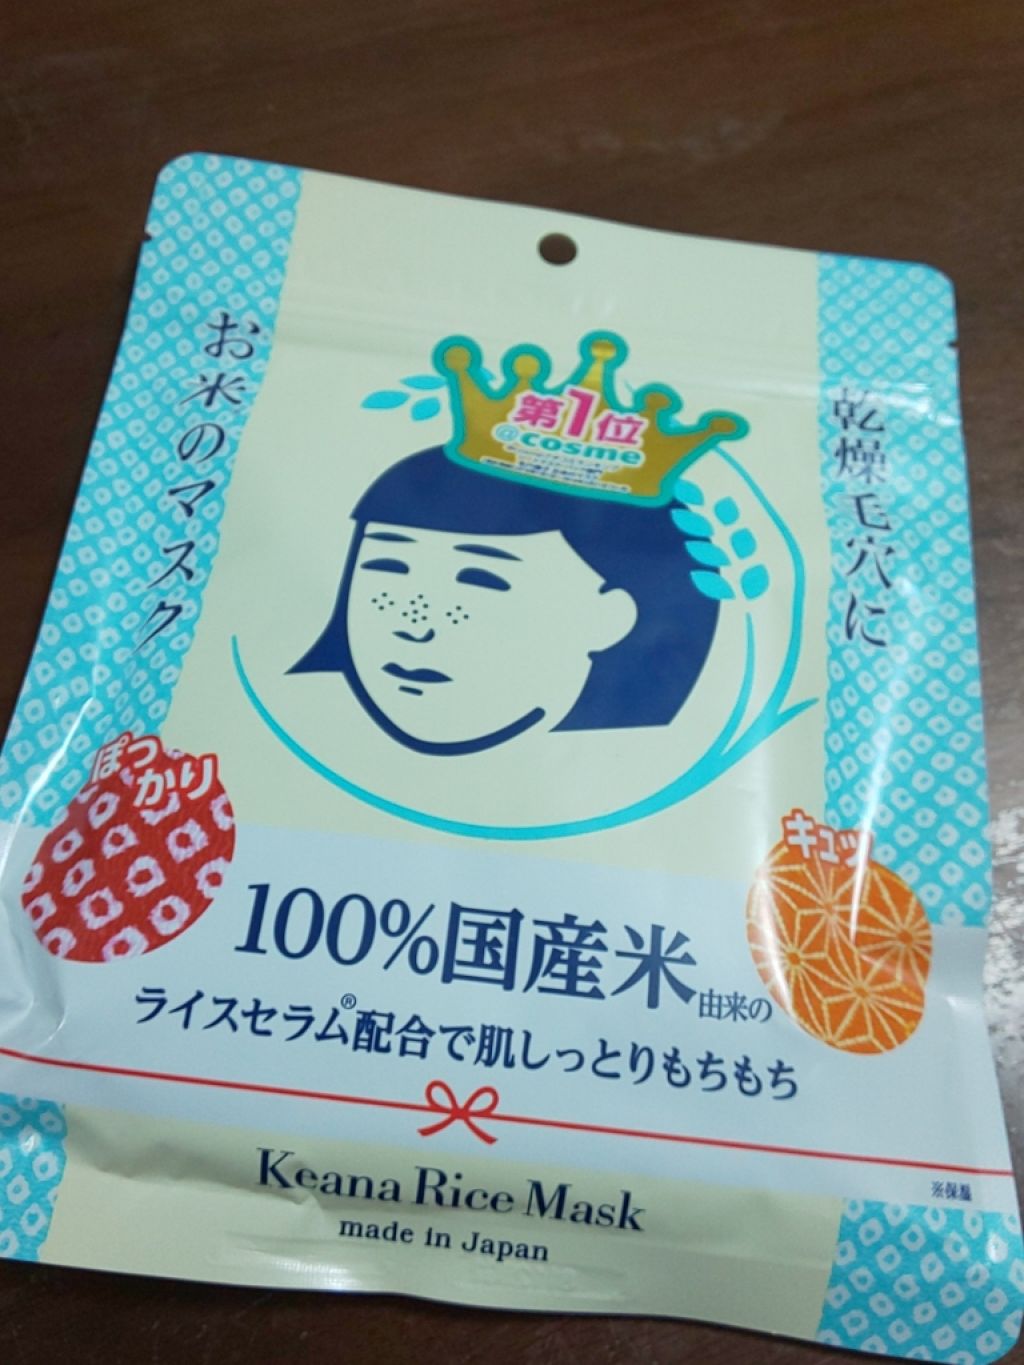 第1位
@cosme
お米のマスク
乾燥毛穴に
ぽっかり
キュッ
100%国産米由来の
ライスセラム®配合で肌しっとりもちもち
※保湿
Keana Rice Mask
made in Japan